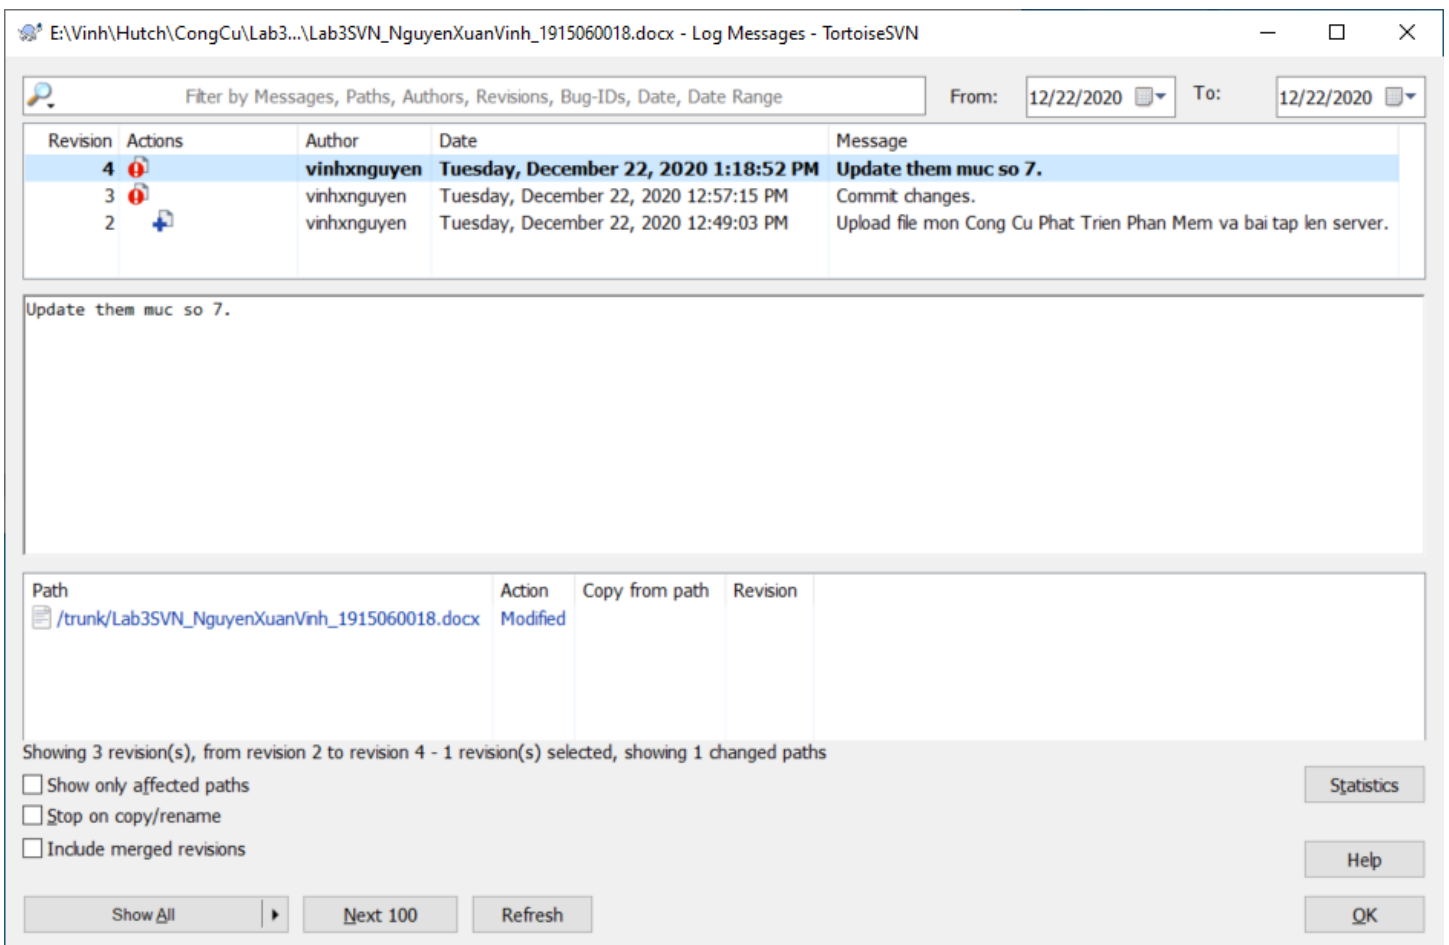 E:\Vinh\Hutch\CongCu\Lab3...\Lab3SVN_NguyenXuanVinh_1915060018.docx - Log Messages - TortoiseSVN
Filter by Messages, Paths, Authors, Revisions, Bug-IDs, Date, Date Range From: 12/22/2020 To: 12/22/2020
Revision Actions Author Date Message
4 vinhxnguyen Tuesday, December 22, 2020 1:18:52 PM Update them muc so 7.
3 vinhxnguyen Tuesday, December 22, 2020 12:57:15 PM Commit changes.
2 vinhxnguyen Tuesday, December 22, 2020 12:49:03 PM Upload file mon Cong Cu Phat Trien Phan Mem va bai tap len server.
Update them muc so 7.
Path Action Copy from path Revision
/trunk/Lab3SVN_NguyenXuanVinh_1915060018.docx Modified
Showing 3 revision(s), from revision 2 to revision 4 - 1 revision(s) selected, showing 1 changed paths
Show only affected paths
Statistics
Stop on copy/rename
Include merged revisions
Help
Show All Next 100 Refresh OK